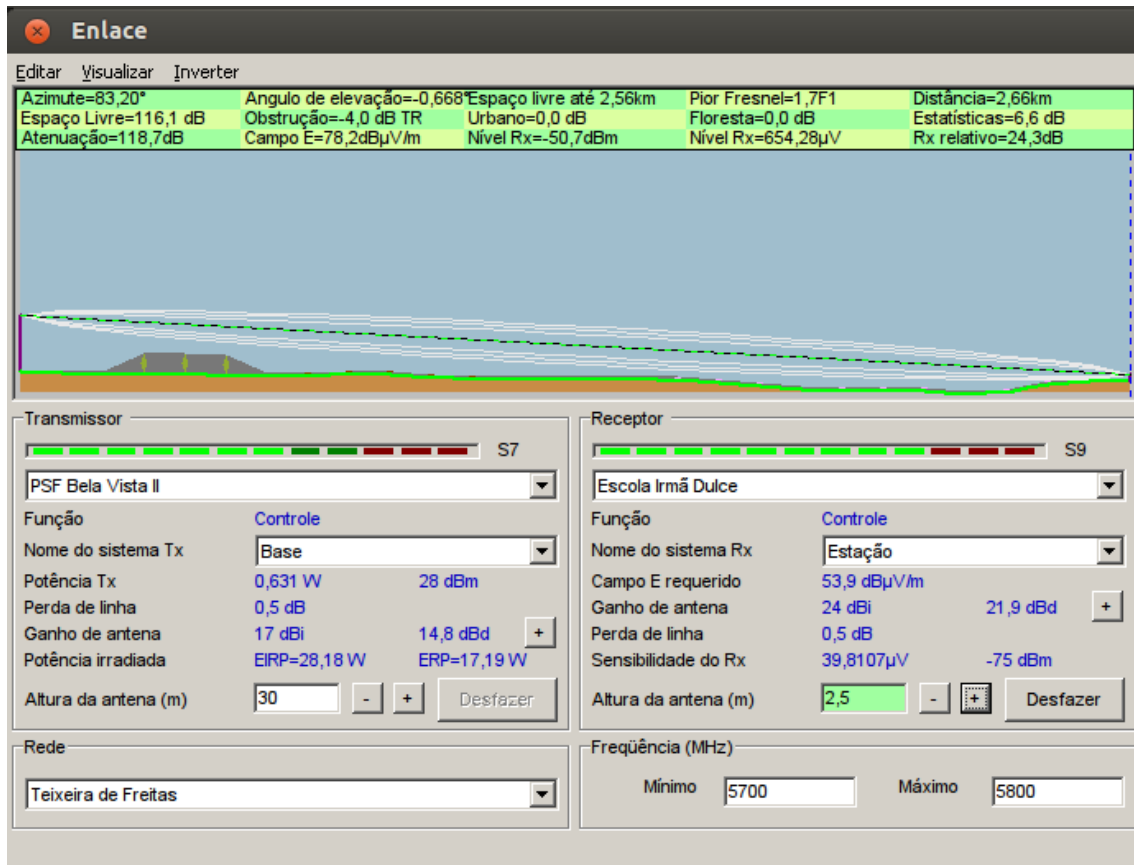 Enlace
Editar Visualizar Inverter
Azimute=83,20° Angulo de elevação=-0,668° Espaço livre até 2,56km Pior Fresnel=1,7F1 Distância=2,66km
Espaço Livre=116,1 dB Obstrução=-4,0 dB TR Urbano=0,0 dB Floresta=0,0 dB Estatísticas=6,6 dB
Atenuação=118,7dB Campo E=78,2dBµV/m Nível Rx=-50,7dBm Nível Rx=654,28µV Rx relativo=24,3dB
Transmissor
S7
PSF Bela Vista II
Função Controle
Nome do sistema Tx Base
Potência Tx 0,631 W 28 dBm
Perda de linha 0,5 dB
Ganho de antena 17 dBi 14,8 dBd +
Potência irradiada EIRP=28,18 W ERP=17,19 W
Altura da antena (m) 30 - + Desfazer
Receptor
S9
Escola Irmã Dulce
Função Controle
Nome do sistema Rx Estação
Campo E requerido 53,9 dBµV/m
Ganho de antena 24 dBi 21,9 dBd +
Perda de linha 0,5 dB
Sensibilidade do Rx 39,8107µV -75 dBm
Altura da antena (m) 2,5 - + Desfazer
Rede
Teixeira de Freitas
Freqüência (MHz)
Mínimo 5700 Máximo 5800